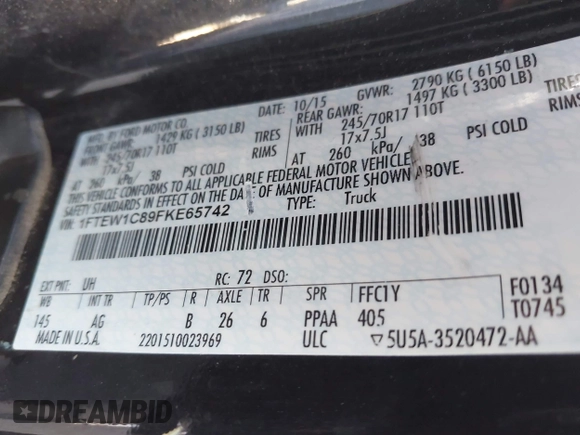 MFD. BY FORD MOTOR CO.
DATE: 10/15 GVWR: 2790 KG ( 6150 LB)
FRONT GAWR: 1429 KG ( 3150 LB) REAR GAWR: 1497 KG ( 3300 LB)
WITH 245/70R17 110T TIRES WITH 245/70R17 110T
17x7.5J RIMS 17x7.5J
AT 260 kPa/ 38 PSI COLD AT 260 kPa/ 38 PSI COLD
THIS VEHICLE CONFORMS TO ALL APPLICABLE FEDERAL MOTOR VEHICLE
SAFETY STANDARDS IN EFFECT ON THE DATE OF MANUFACTURE SHOWN ABOVE.
VIN: 1FTEW1C89FKE65742 TYPE: Truck
EXT PNT: UH RC: 72 DSO:
WB INT TR TP/PS R AXLE TR SPR FFC1Y F0134
145 AG B 26 6 PPAA 405 T0745
MADE IN U.S.A. 2201510023969 ULC ▽5U5A-3520472-AA
DREAMBID